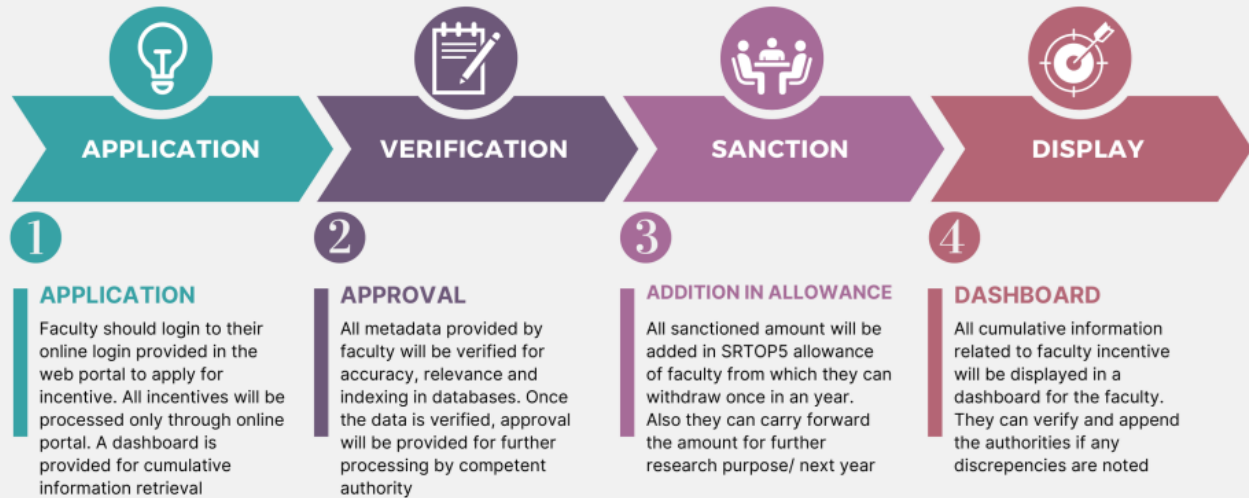 APPLICATION
VERIFICATION
SANCTION
DISPLAY
1
APPLICATION
Faculty should login to their
online login provided in the
web portal to apply for
incentive. All incentives will be
processed only through online
portal. A dashboard is
provided for cumulative
information retrieval
2
APPROVAL
All metadata provided by
faculty will be verified for
accuracy, relevance and
indexing in databases. Once
the data is verified, approval
will be provided for further
processing by competent
authority
3
ADDITION IN ALLOWANCE
All sanctioned amount will be
added in SRTOP5 allowance
of faculty from which they can
withdraw once in an year.
Also they can carry forward
the amount for further
research purpose/ next year
4
DASHBOARD
All cumulative information
related to faculty incentive
will be displayed in a
dashboard for the faculty.
They can verify and append
the authorities if any
discrepencies are noted